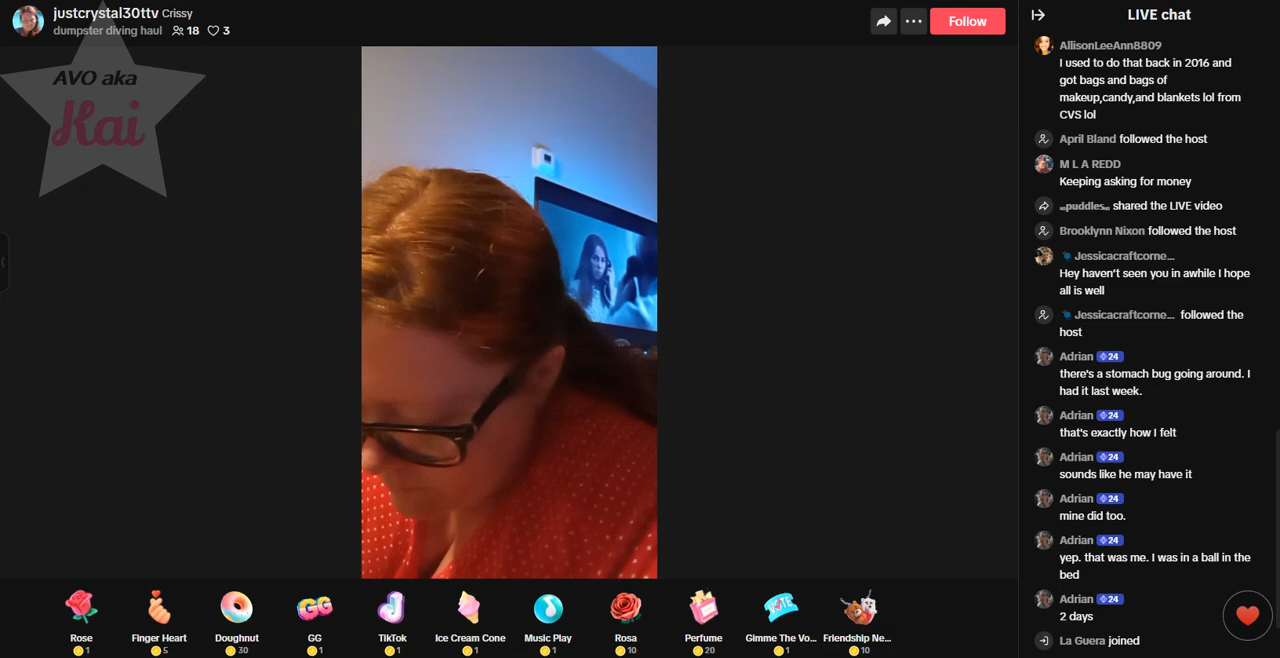 justcrystal30ttv Crissy
dumpster diving haul 18 3
Follow
AVO aka
Kai
LIVE chat
AllisonLeeAnn8809
I used to do that back in 2016 and
got bags and bags of
makeup,candy,and blankets lol from
CVS lol
April Bland followed the host
M L A REDD
Keeping asking for money
puddles shared the LIVE video
Brooklynn Nixon followed the host
Jessicacraftcorne...
Hey haven't seen you in awhile I hope
all is well
Jessicacraftcorne... followed the
host
Adrian 24
there's a stomach bug going around. I
had it last week.
Adrian 24
that's exactly how I felt
Adrian 24
sounds like he may have it
Adrian 24
mine did too.
Adrian 24
yep. that was me. I was in a ball in the
bed
Adrian 24
2 days
La Guera joined
GG
VOTE
Rose Finger Heart Doughnut GG TikTok Ice Cream Cone Music Play Rosa Perfume GImme The Vo... Friendship Ne...
1 5 30 1 1 1 1 10 20 1 10